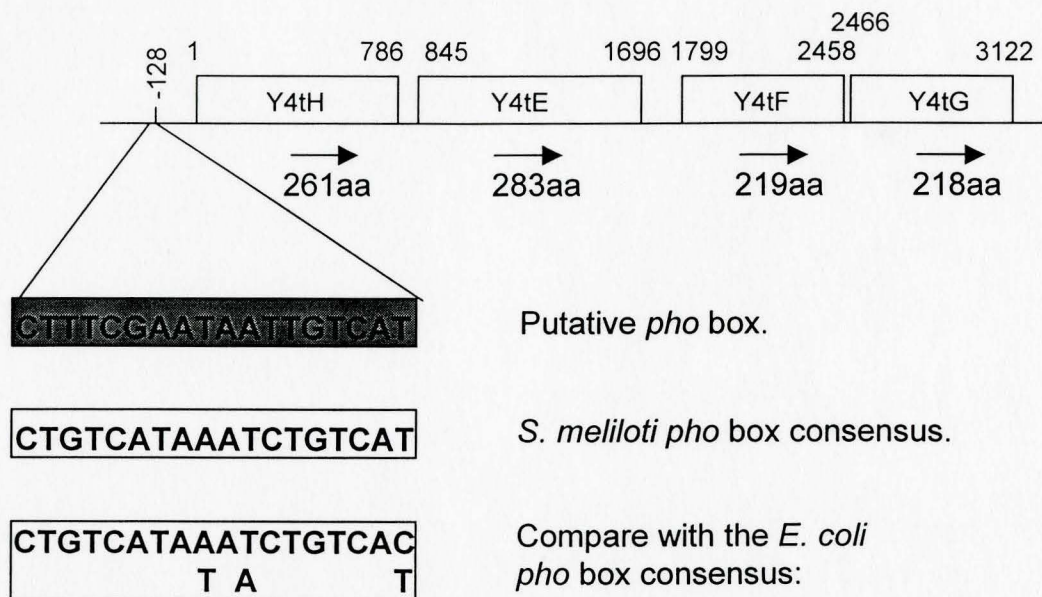 2466
-128 1 786 845 1696 1799 2458 3122
Y4tH Y4tE Y4tF Y4tG
261aa 283aa 219aa 218aa
CTTTCGAATAATTGTCAT Putative pho box.
CTGTCATAAATCTGTCAT S. meliloti pho box consensus.
CTGTCATAAATCTGTCAC Compare with the E. coli
T A T pho box consensus: